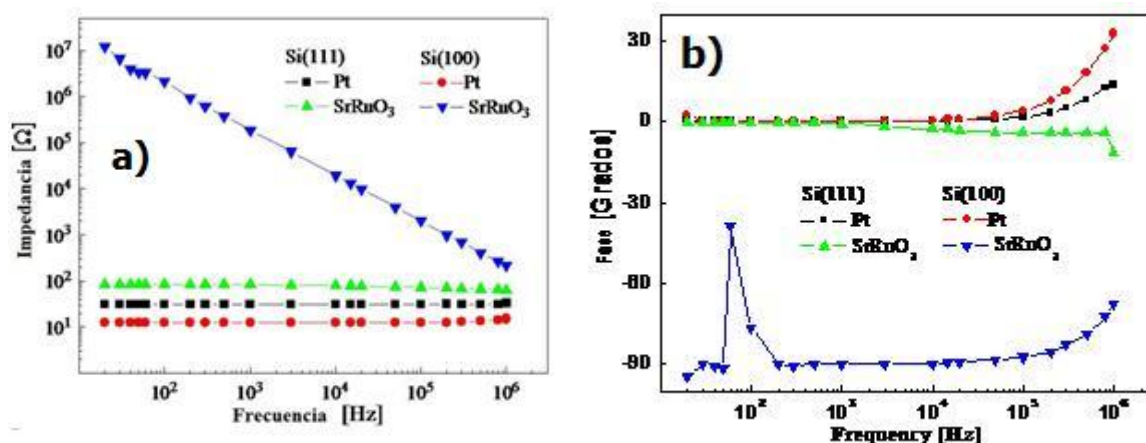 a)
Impedancia [Ω]
10⁷
10⁶
10⁵
10⁴
10³
10²
10¹
Si(111) Si(100)
Pt Pt
SrRuO₃ SrRuO₃
10² 10³ 10⁴ 10⁵ 10⁶
Frecuencia [Hz]
b)
Fase [Grados]
30
0
-30
-60
-90
Si(111) Si(100)
Pt Pt
SrRuO₃ SrRuO₃
10² 10³ 10⁴ 10⁵ 10⁶
Frequency [Hz]